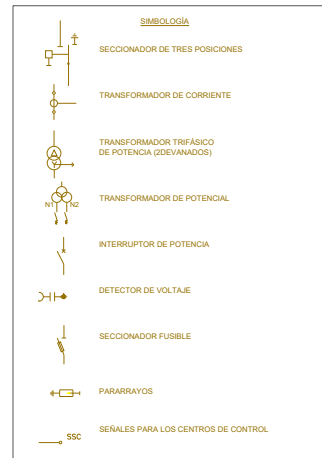 SIMBOLOGÍA
SECCIONADOR DE TRES POSICIONES
TRANSFORMADOR DE CORRIENTE
TRANSFORMADOR TRIFÁSICO
DE POTENCIA (2DEVANADOS)
TRANSFORMADOR DE POTENCIAL
N1 N2
INTERRUPTOR DE POTENCIA
DETECTOR DE VOLTAJE
SECCIONADOR FUSIBLE
PARARRAYOS
SEÑALES PARA LOS CENTROS DE CONTROL
SSC